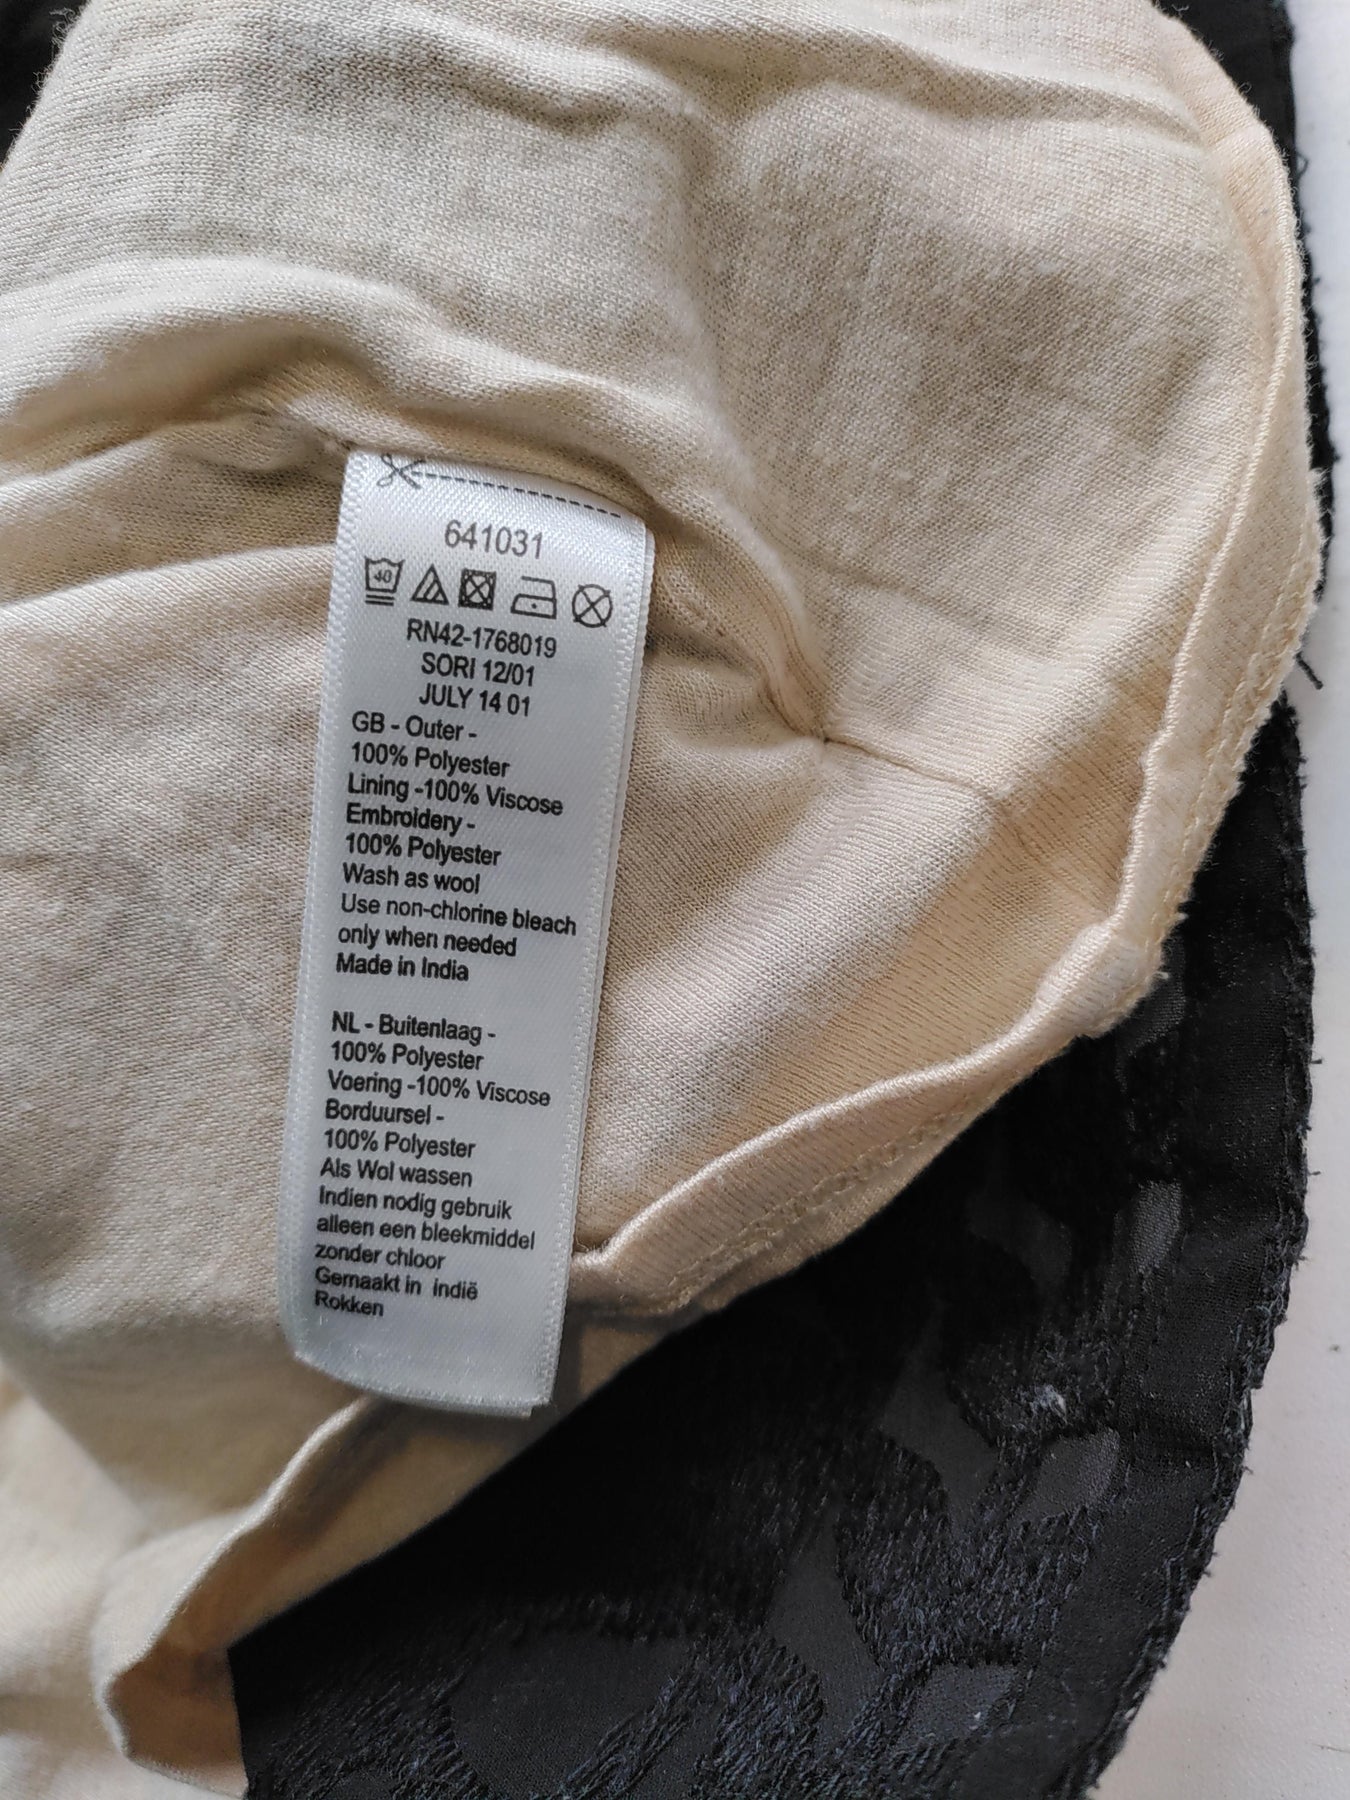 641031
40
RN42-1768019
SORI 12/01
JULY 14 01
GB - Outer -
100% Polyester
Lining -100% Viscose
Embroidery -
100% Polyester
Wash as wool
Use non-chlorine bleach
only when needed
Made in India
NL - Buitenlaag -
100% Polyester
Voering -100% Viscose
Borduursel -
100% Polyester
Als Wol wassen
Indien nodig gebruik
alleen een bleekmiddel
zonder chloor
Gemaakt in indië
Rokken